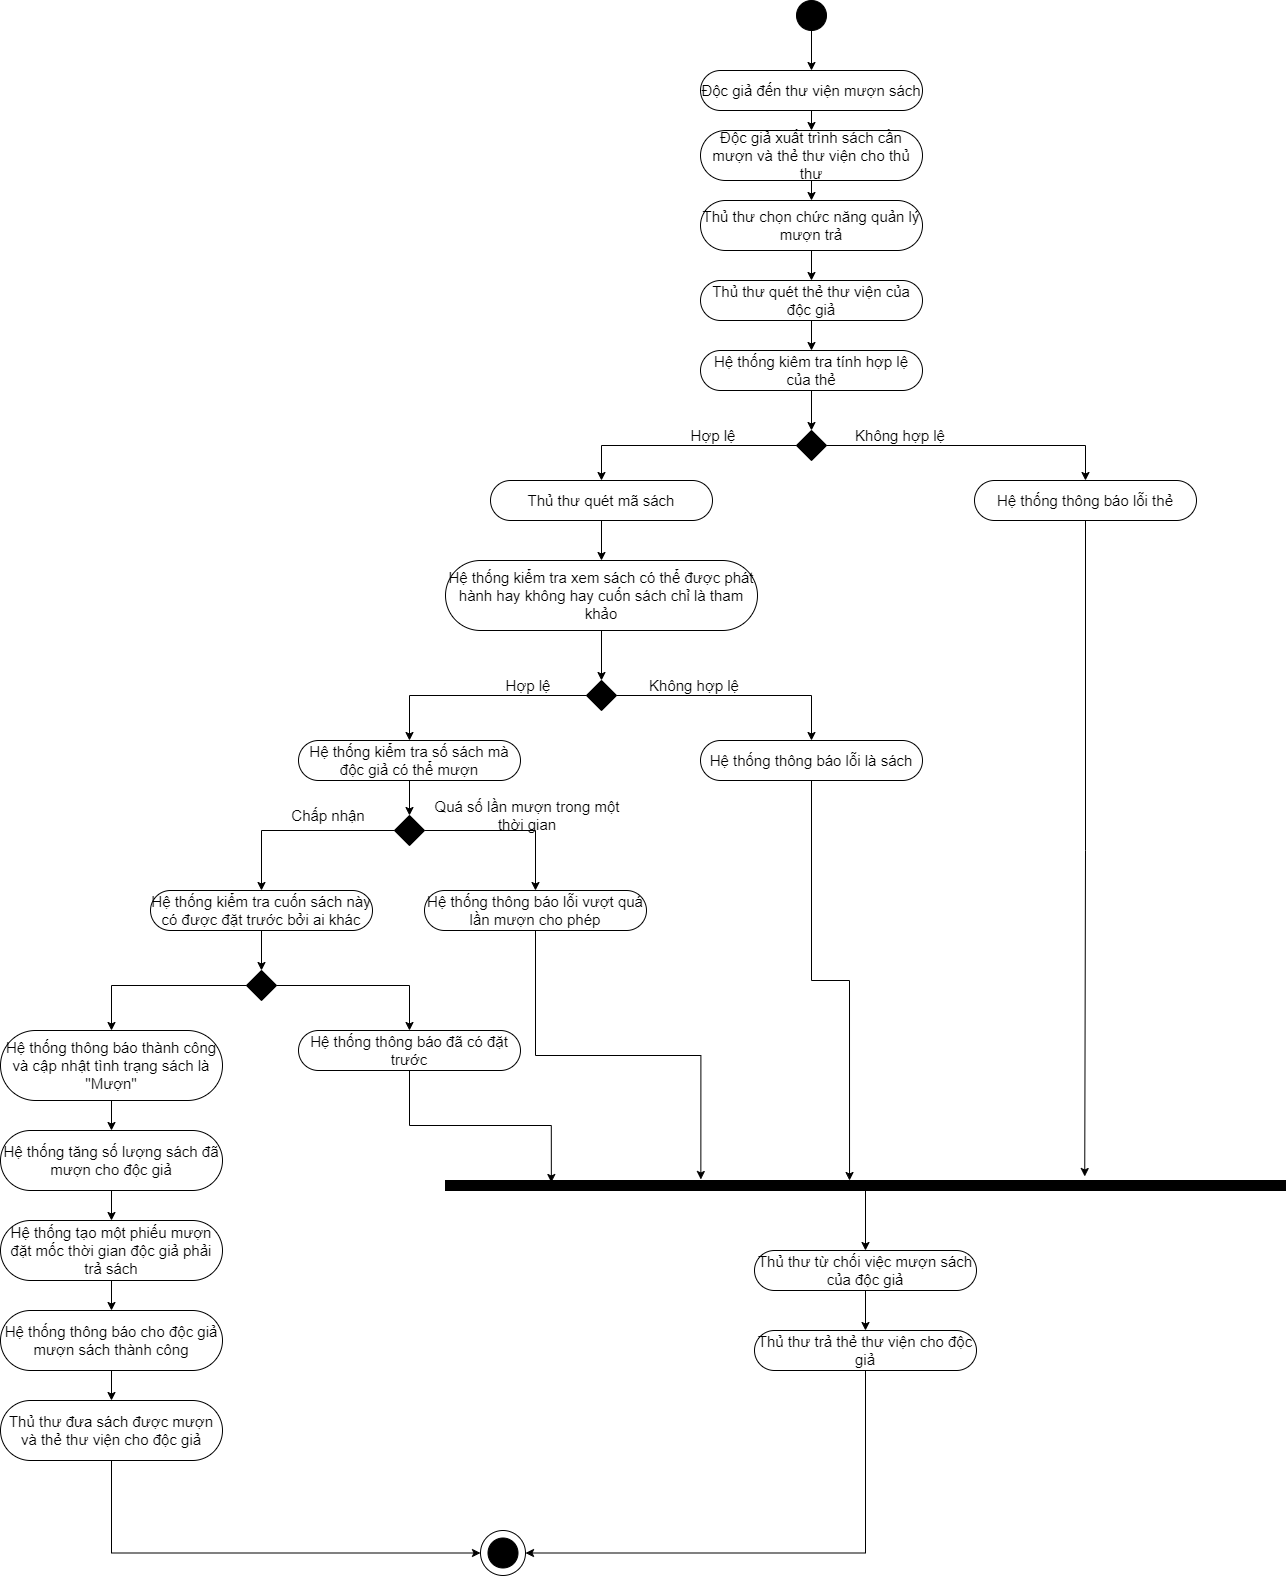 Độc giả đến thư viện mượn sách
Độc giả xuất trình sách cần
mượn và thẻ thư viện cho thủ
thư
Thủ thư chọn chức năng quản lý
mượn trả
Thủ thư quét thẻ thư viện của
độc giả
Hệ thống kiêm tra tính hợp lệ
của thẻ
Hợp lệ
Không hợp lệ
Thủ thư quét mã sách
Hệ thống thông báo lỗi thẻ
Hệ thống kiểm tra xem sách có thể được phát
hành hay không hay cuốn sách chỉ là tham
khảo
Hợp lệ
Không hợp lệ
Hệ thống kiểm tra số sách mà
độc giả có thể mượn
Hệ thống thông báo lỗi là sách
Chấp nhận
Quá số lần mượn trong một
thời gian
Hệ thống kiểm tra cuốn sách này
có được đặt trước bởi ai khác
Hệ thống thông báo lỗi vượt quá
lần mượn cho phép
Hệ thống thông báo thành công
và cập nhật tình trạng sách là
"Mượn"
Hệ thống thông báo đã có đặt
trước
Hệ thống tăng số lượng sách đã
mượn cho độc giả
Hệ thống tạo một phiếu mượn
đặt mốc thời gian độc giả phải
trả sách
Thủ thư từ chối việc mượn sách
của độc giả
Hệ thống thông báo cho độc giả
mượn sách thành công
Thủ thư trả thẻ thư viện cho độc
giả
Thủ thư đưa sách được mượn
và thẻ thư viện cho độc giả